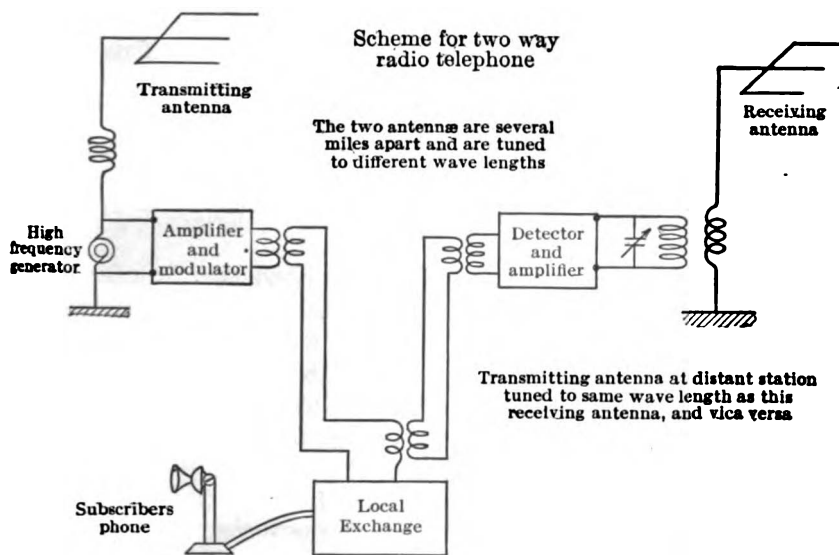 Scheme for two way
radio telephone
Transmitting
antenna
The two antennæ are several
miles apart and are tuned
to different wave lengths
Receiving
antenna
High
frequency
generator
Amplifier
and
modulator
Detector
and
amplifier
Transmitting antenna at distant station
tuned to same wave length as this
receiving antenna, and vica versa
Subscribers
phone
Local
Exchange